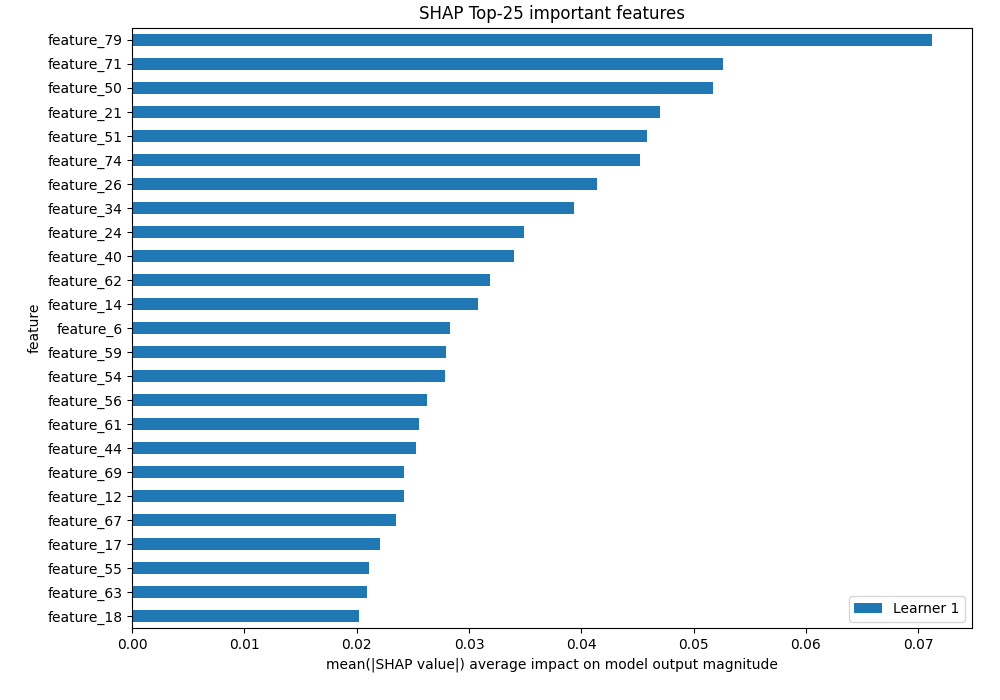 SHAP Top-25 important features
feature_79
feature_71
feature_50
feature_21
feature_51
feature_74
feature_26
feature_34
feature_24
feature_40
feature_62
feature_14
feature_6
feature_59
feature_54
feature_56
feature_61
feature_44
feature_69
feature_12
feature_67
feature_17
feature_55
feature_63
feature_18
feature
Learner 1
0.00 0.01 0.02 0.03 0.04 0.05 0.06 0.07
mean(|SHAP value|) average impact on model output magnitude